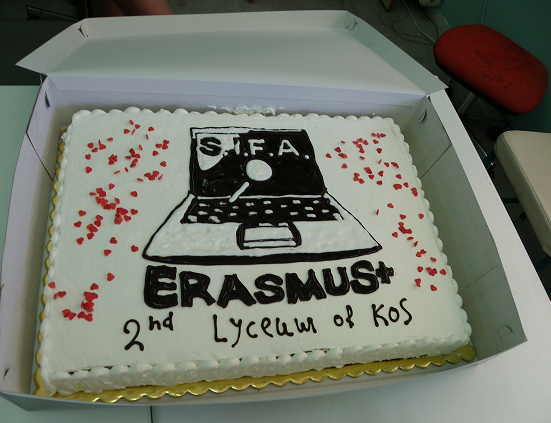 S.I.F.A.
ERASMUS+
2nd Lyceum of Kos